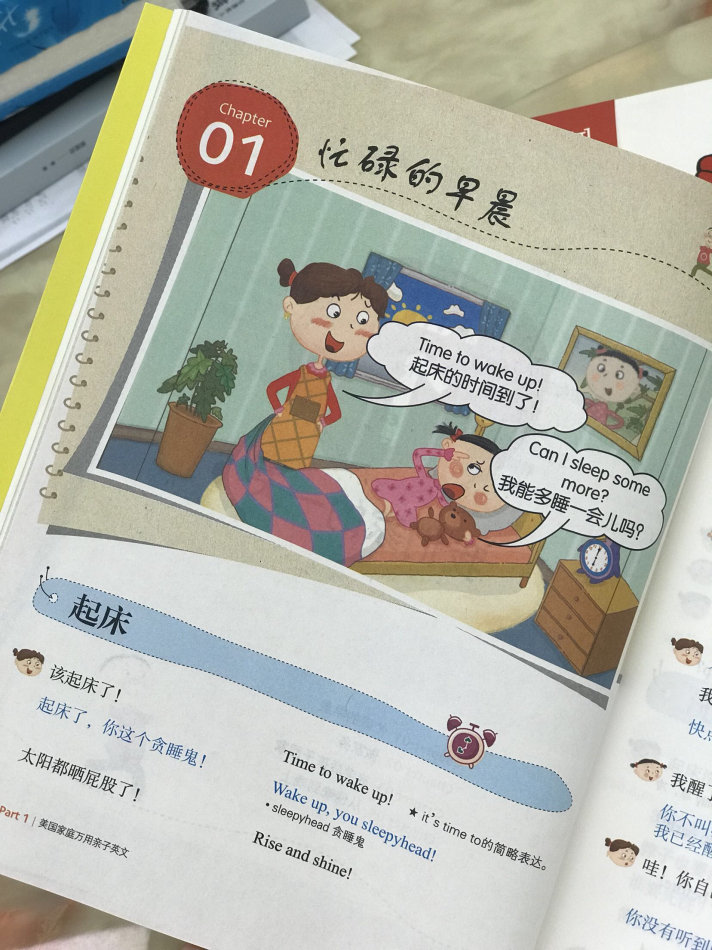 Chapter
01
忙碌的早晨
Time to wake up!
起床的时间到了!
Can I sleep some
more?
我能多睡一会儿吗?
起床
该起床了!
Time to wake up!
★ it's time to的简略表达。
起床了，你这个贪睡鬼!
Wake up, you sleepyhead!
• sleepyhead 贪睡鬼
太阳都晒屁股了!
Rise and shine!
Part 1 | 美国家庭万用亲子英文
我
快点
我醒了
你不叫
我已经醒
哇! 你自
你没有听到